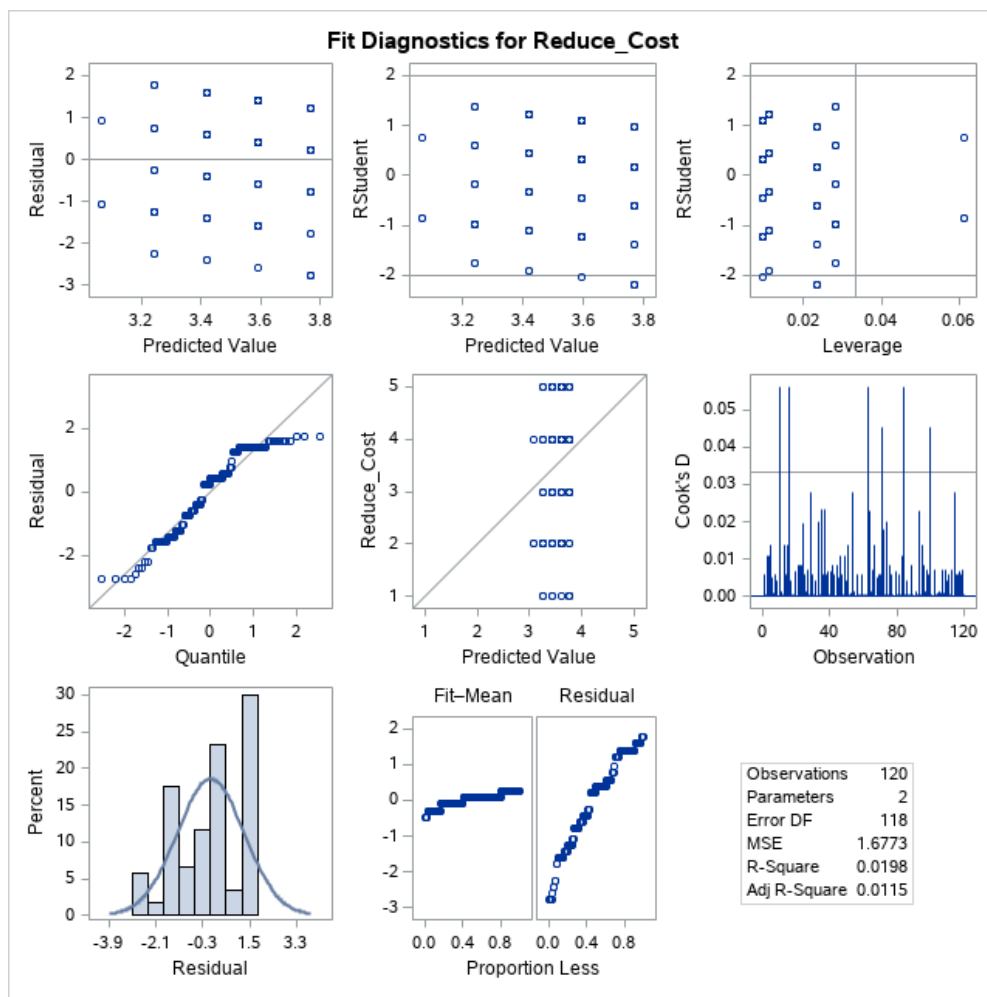 Fit Diagnostics for Reduce_Cost
2
1
0
-1
-2
-3
Residual
3.2 3.4 3.6 3.8
Predicted Value
2
1
0
-1
-2
RStudent
3.2 3.4 3.6 3.8
Predicted Value
2
1
0
-1
-2
RStudent
0.02 0.04 0.06
Leverage
2
0
-2
Residual
-2 -1 0 1 2
Quantile
5
4
3
2
1
Reduce_Cost
1 2 3 4 5
Predicted Value
0.05
0.04
0.03
0.02
0.01
0.00
Cook's D
0 40 80 120
Observation
30
25
20
15
10
5
0
Percent
-3.9 -2.1 -0.3 1.5 3.3
Residual
Fit–Mean Residual
2
1
0
-1
-2
-3
0.0 0.4 0.8 0.0 0.4 0.8
Proportion Less
Observations 120
Parameters 2
Error DF 118
MSE 1.6773
R-Square 0.0198
Adj R-Square 0.0115